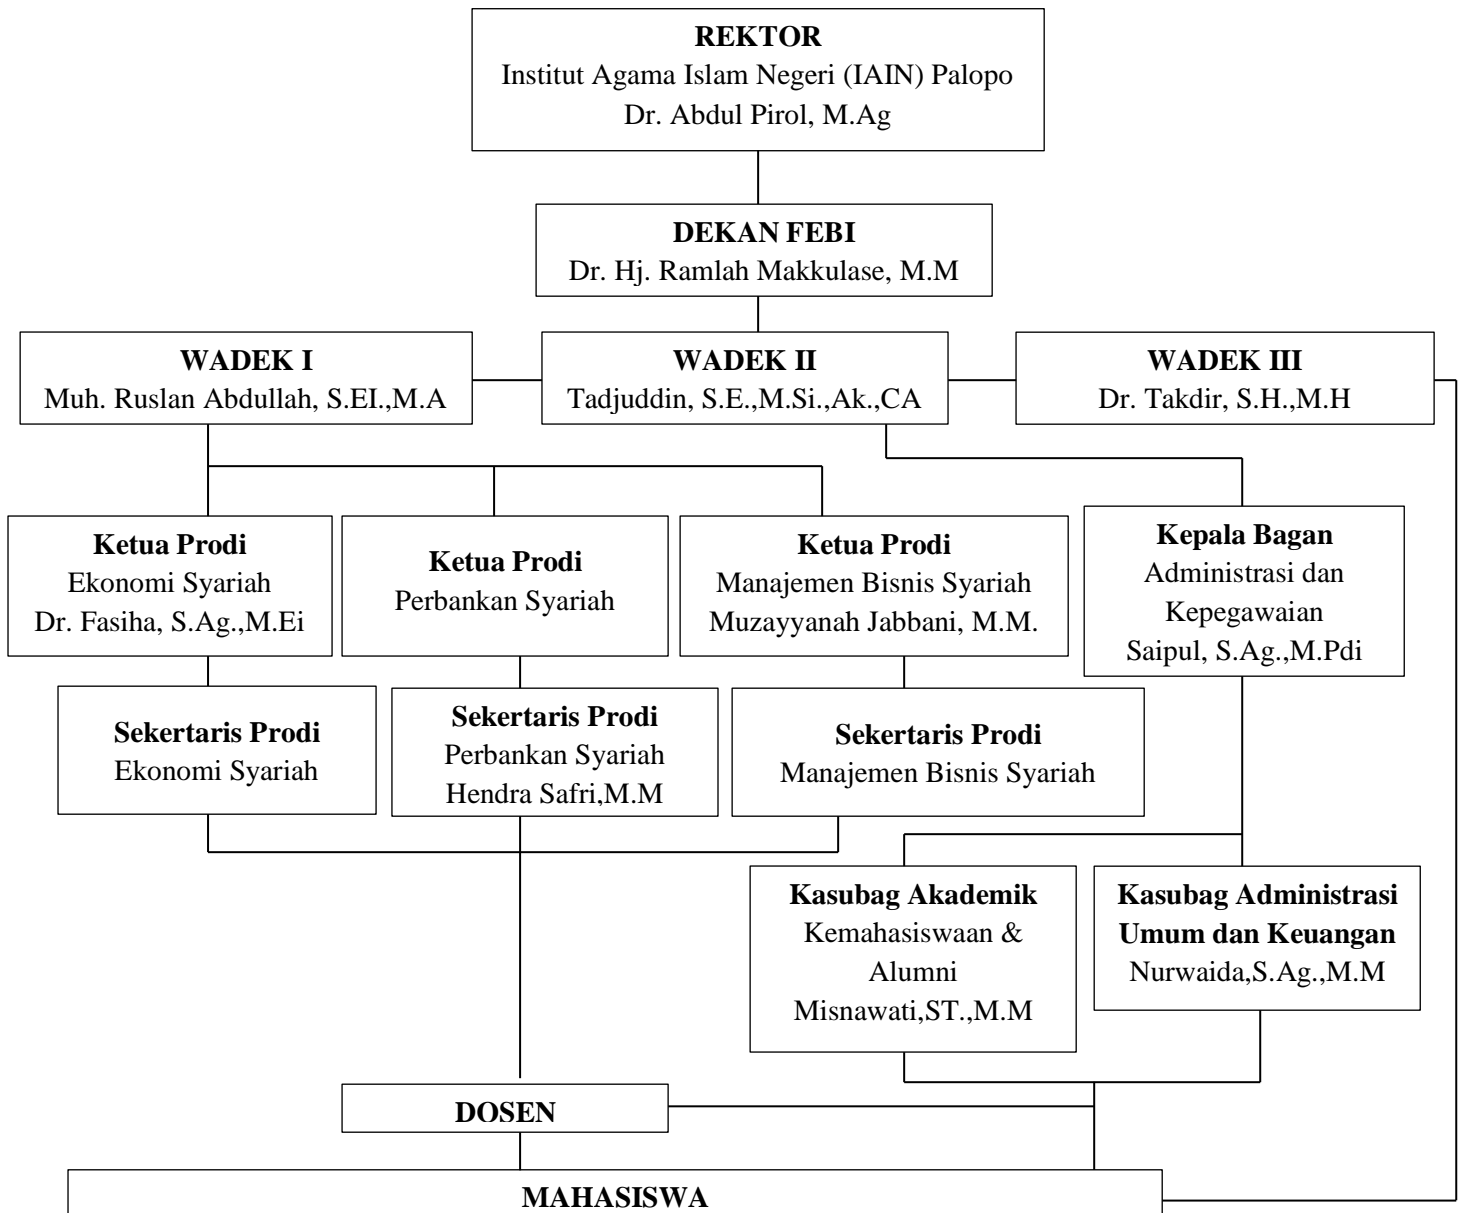 REKTOR
Institut Agama Islam Negeri (IAIN) Palopo
Dr. Abdul Pirol, M.Ag
DEKAN FEBI
Dr. Hj. Ramlah Makkulase, M.M
WADEK I
Muh. Ruslan Abdullah, S.EI.,M.A
WADEK II
Tadjuddin, S.E.,M.Si.,Ak.,CA
WADEK III
Dr. Takdir, S.H.,M.H
Ketua Prodi
Ekonomi Syariah
Dr. Fasiha, S.Ag.,M.Ei
Ketua Prodi
Perbankan Syariah
Ketua Prodi
Manajemen Bisnis Syariah
Muzayyanah Jabbani, M.M.
Kepala Bagan
Administrasi dan
Kepegawaian
Saipul, S.Ag.,M.Pdi
Sekertaris Prodi
Ekonomi Syariah
Sekertaris Prodi
Perbankan Syariah
Hendra Safri,M.M
Sekertaris Prodi
Manajemen Bisnis Syariah
Kasubag Akademik
Kemahasiswaan &
Alumni
Misnawati,ST.,M.M
Kasubag Administrasi
Umum dan Keuangan
Nurwaida,S.Ag.,M.M
DOSEN
MAHASISWA